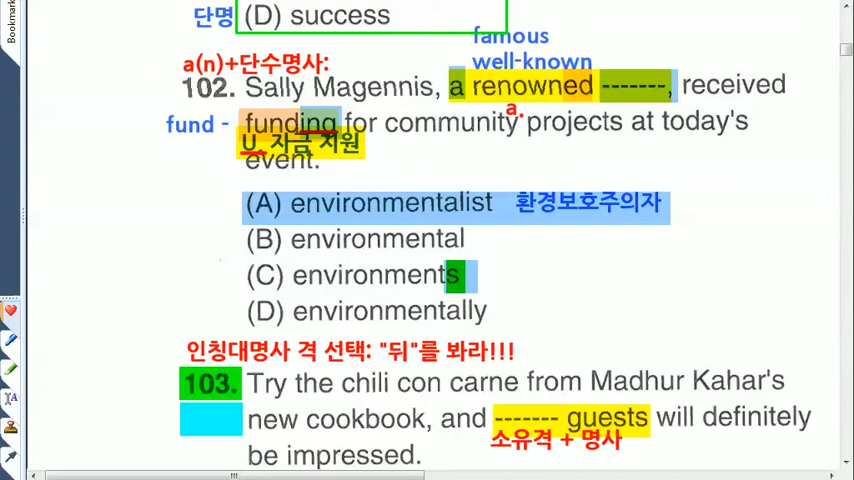 Bookmarks
단명 (D) success
famous
well-known
a(n)+단수명사:
102. Sally Magennis, a renowned -------, received
a.
fund - funding for community projects at today's
U. 자금 지원
event.
(A) environmentalist 환경보호주의자
(B) environmental
(C) environments
(D) environmentally
인칭대명사 격 선택: "뒤"를 봐라!!!
103. Try the chili con carne from Madhur Kahar's
new cookbook, and ------- guests will definitely
소유격 + 명사
be impressed.